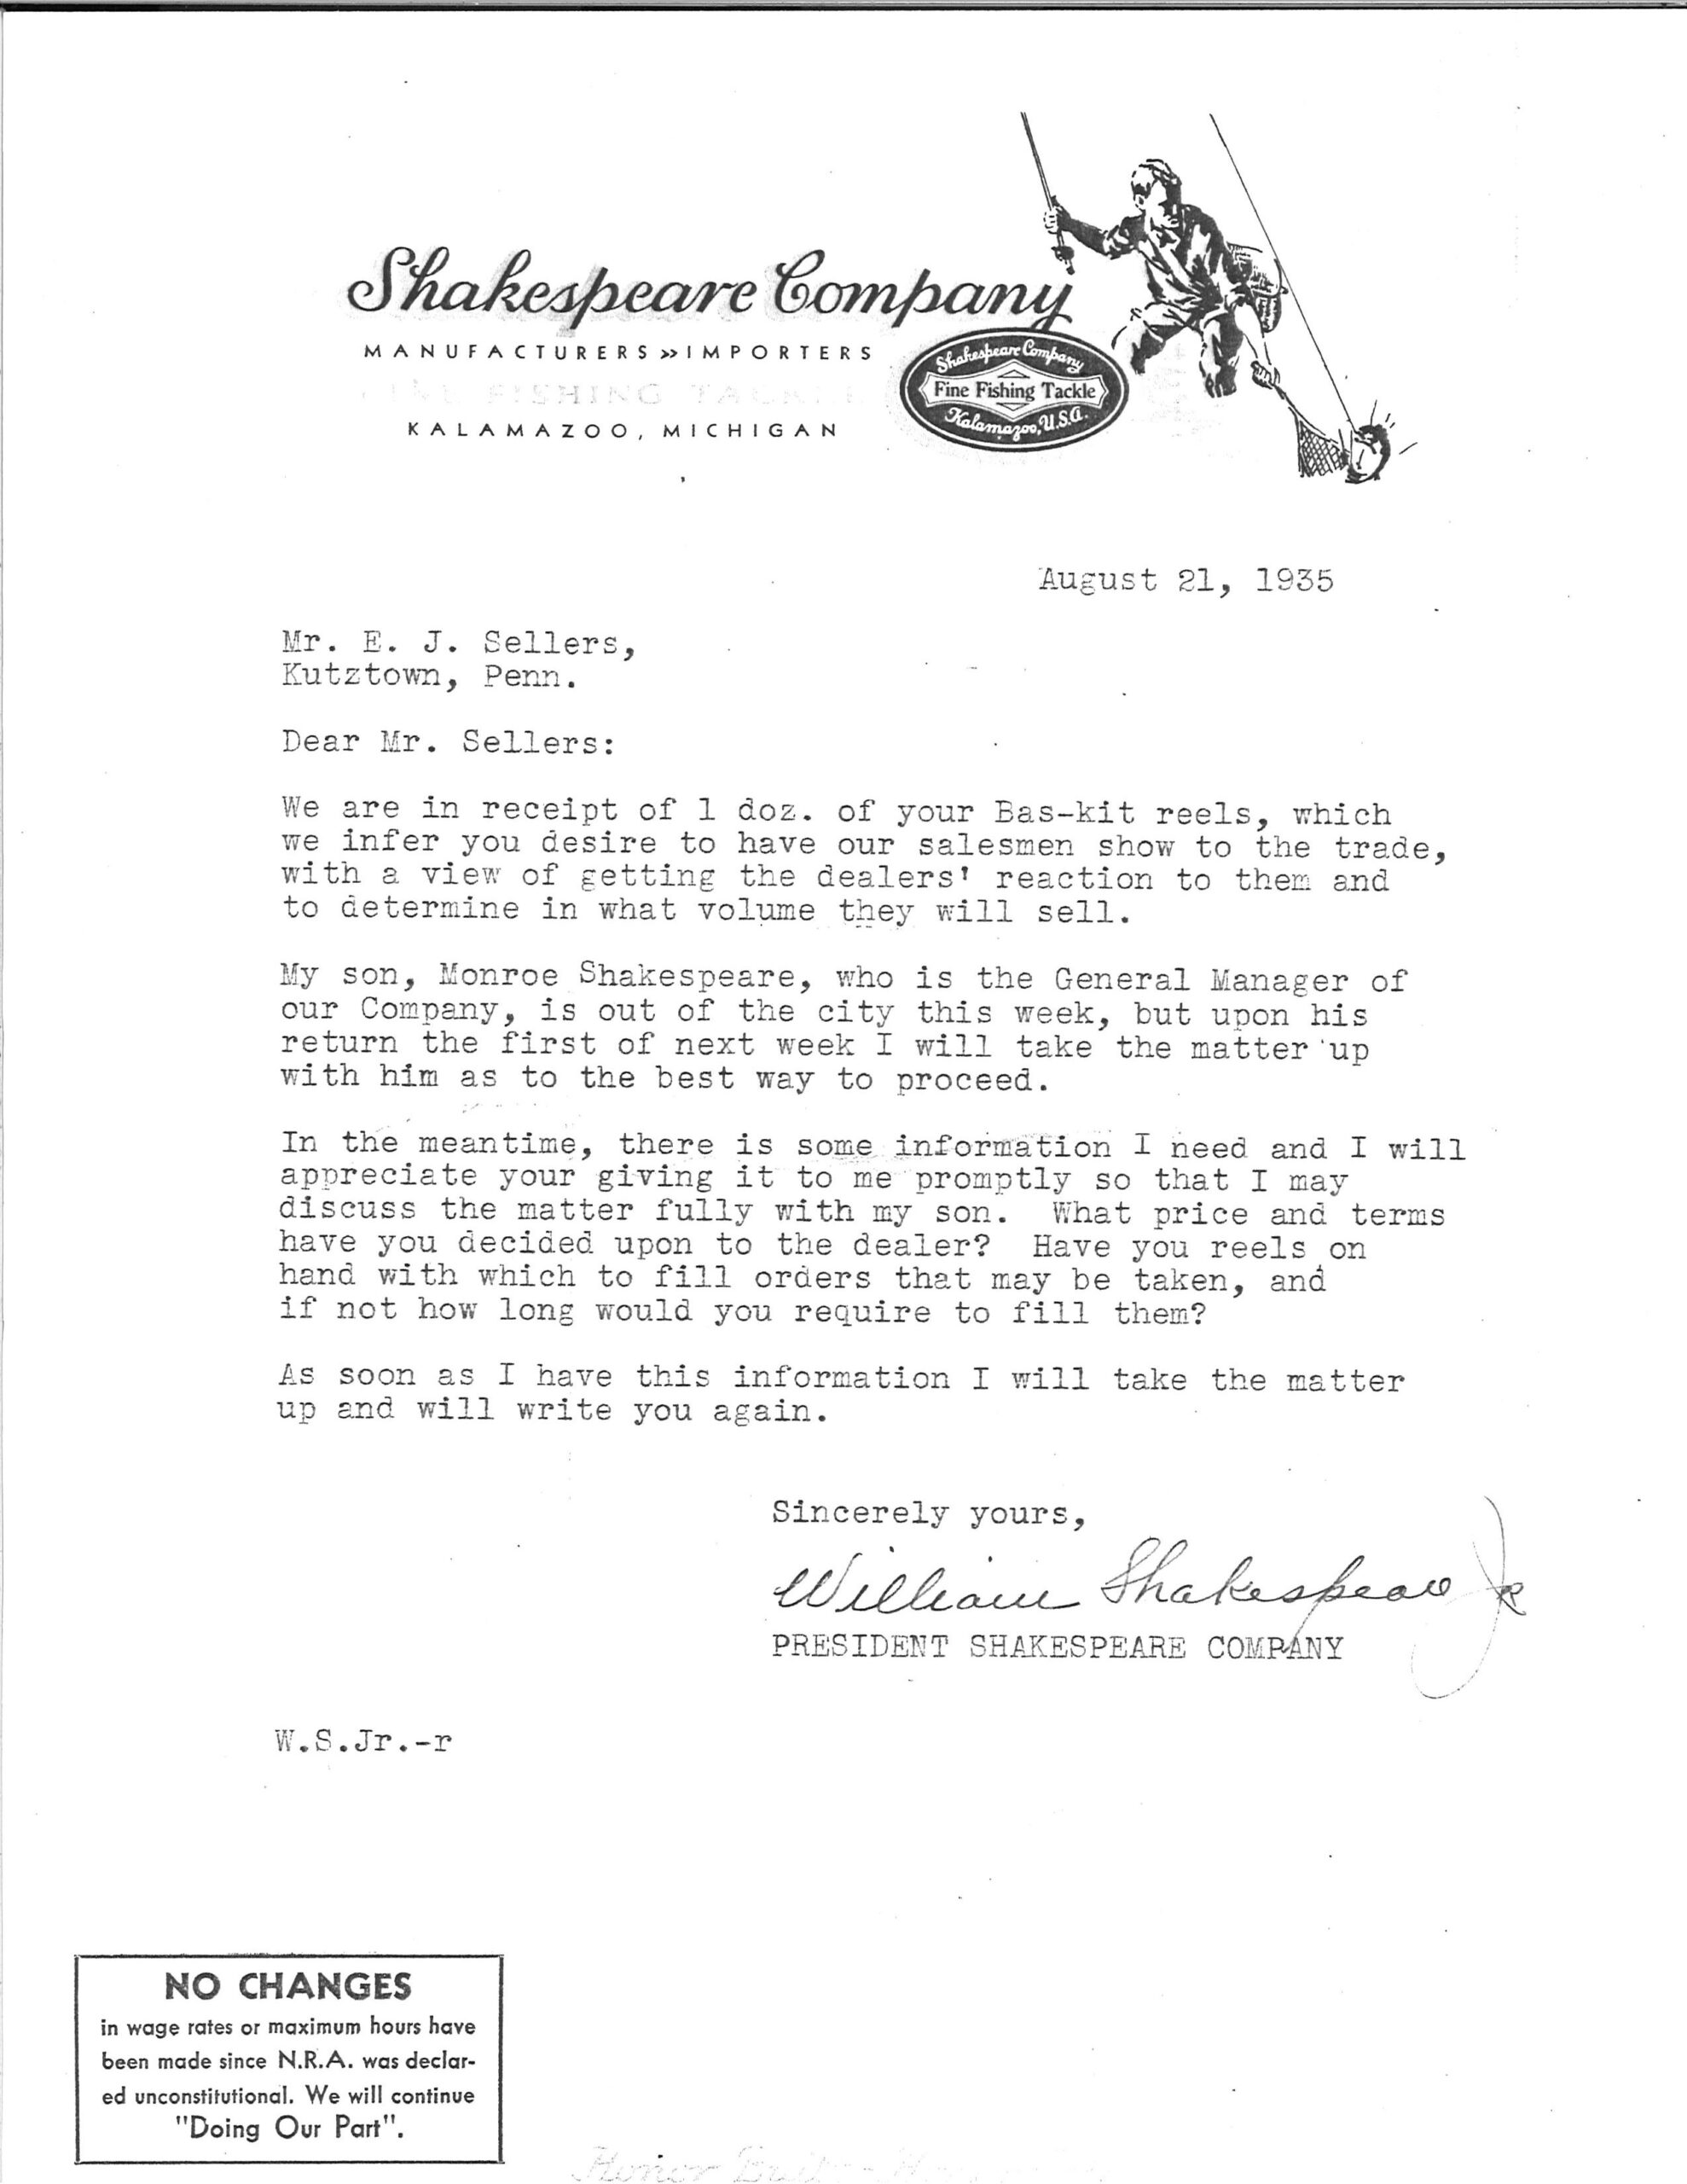 Shakespeare Company
MANUFACTURERS»IMPORTERS
FISHING
KALAMAZOO, MICHIGAN
Shakespeare Company
Fine Fishing Tackle
Kalamazoo, U.S.A.
August 21, 1935
Mr. E. J. Sellers,
Kutztown, Penn.
Dear Mr. Sellers:
We are in receipt of 1 doz. of your Bas-kit reels, which
we infer you desire to have our salesmen show to the trade,
with a view of getting the dealers' reaction to them and
to determine in what volume they will sell.
My son, Monroe Shakespeare, who is the General Manager of
our Company, is out of the city this week, but upon his
return the first of next week I will take the matter up
with him as to the best way to proceed.
In the meantime, there is some information I need and I will
appreciate your giving it to me promptly so that I may
discuss the matter fully with my son. What price and terms
have you decided upon to the dealer? Have you reels on
hand with which to fill orders that may be taken, and
if not how long would you require to fill them?
As soon as I have this information I will take the matter
up and will write you again.
Sincerely yours,
William Shakespeare Jr
PRESIDENT SHAKESPEARE COMPANY
W.S.Jr.-r
NO CHANGES
in wage rates or maximum hours have
been made since N.R.A. was declar-
ed unconstitutional. We will continue
"Doing Our Part".